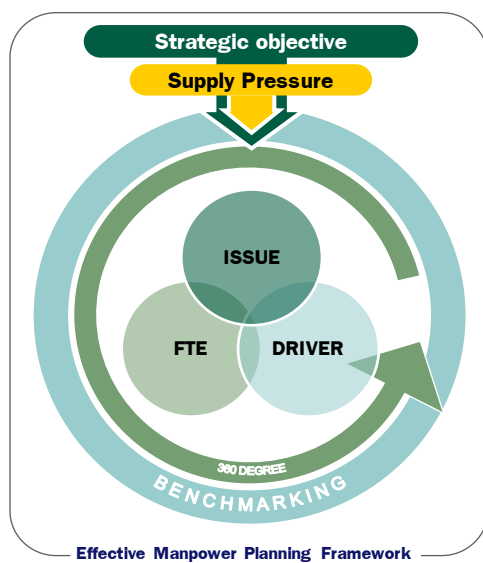 Strategic objective
Supply Pressure
ISSUE
FTE DRIVER
360 DEGREE
BENCHMARKING
Effective Manpower Planning Framework